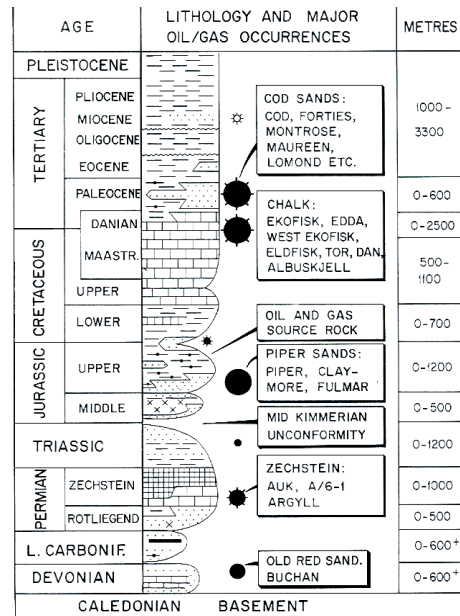 AGE
LITHOLOGY AND MAJOR
OIL/GAS OCCURRENCES
METRES
PLEISTOCENE
TERTIARY
PLIOCENE
MIOCENE
OLIGOCENE
EOCENE
PALEOCENE
DANIAN
COD SANDS:
COD, FORTIES,
MONTROSE,
MAUREEN,
LOMOND ETC.
1000-
3300
0-600
0-2500
CRETACEOUS
MAASTR.
UPPER
LOWER
CHALK:
EKOFISK, EDDA,
WEST EKOFISK,
ELDFISK, TOR, DAN,
ALBUSKJELL
500-
1100
0-700
JURASSIC
UPPER
MIDDLE
OIL AND GAS
SOURCE ROCK
PIPER SANDS:
PIPER, CLAY-
MORE, FULMAR
0-1200
0-500
TRIASSIC
MID KIMMERIAN
UNCONFORMITY
0-1200
PERMIAN
ZECHSTEIN
ROTLIEGEND
ZECHSTEIN:
AUK, A/6-1
ARGYLL
0-1000
0-500
L. CARBONIF.
0-600+
DEVONIAN
OLD RED SAND.
BUCHAN
0-600+
CALEDONIAN BASEMENT